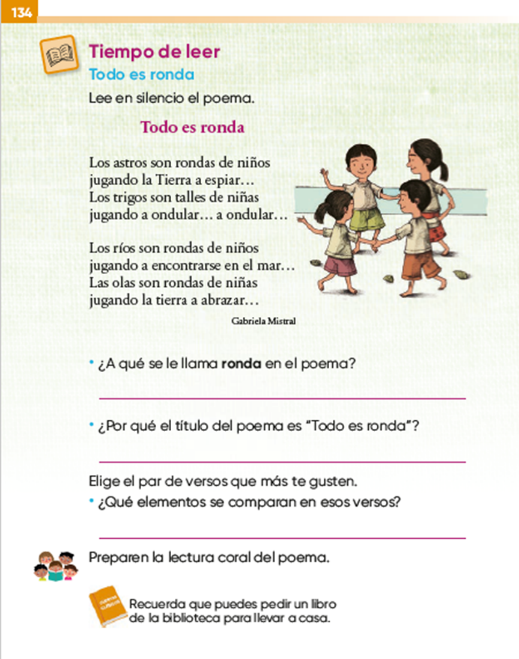 134
Tiempo de leer
Todo es ronda
Lee en silencio el poema.
Todo es ronda
Los astros son rondas de niños
jugando la Tierra a espiar...
Los trigos son talles de niñas
jugando a ondular... a ondular...
Los ríos son rondas de niños
jugando a encontrarse en el mar...
Las olas son rondas de niñas
jugando la tierra a abrazar...
Gabriela Mistral
• ¿A qué se le llama ronda en el poema?
• ¿Por qué el título del poema es “Todo es ronda”?
Elige el par de versos que más te gusten.
• ¿Qué elementos se comparan en esos versos?
Preparen la lectura coral del poema.
Recuerda que puedes pedir un libro
de la biblioteca para llevar a casa.